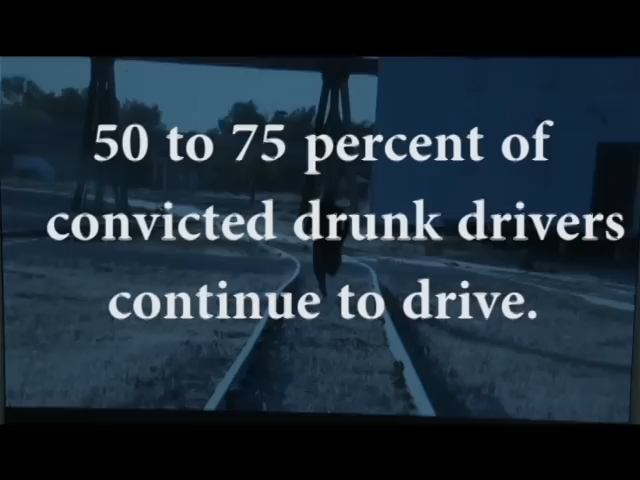 50 to 75 percent of
convicted drunk drivers
continue to drive.